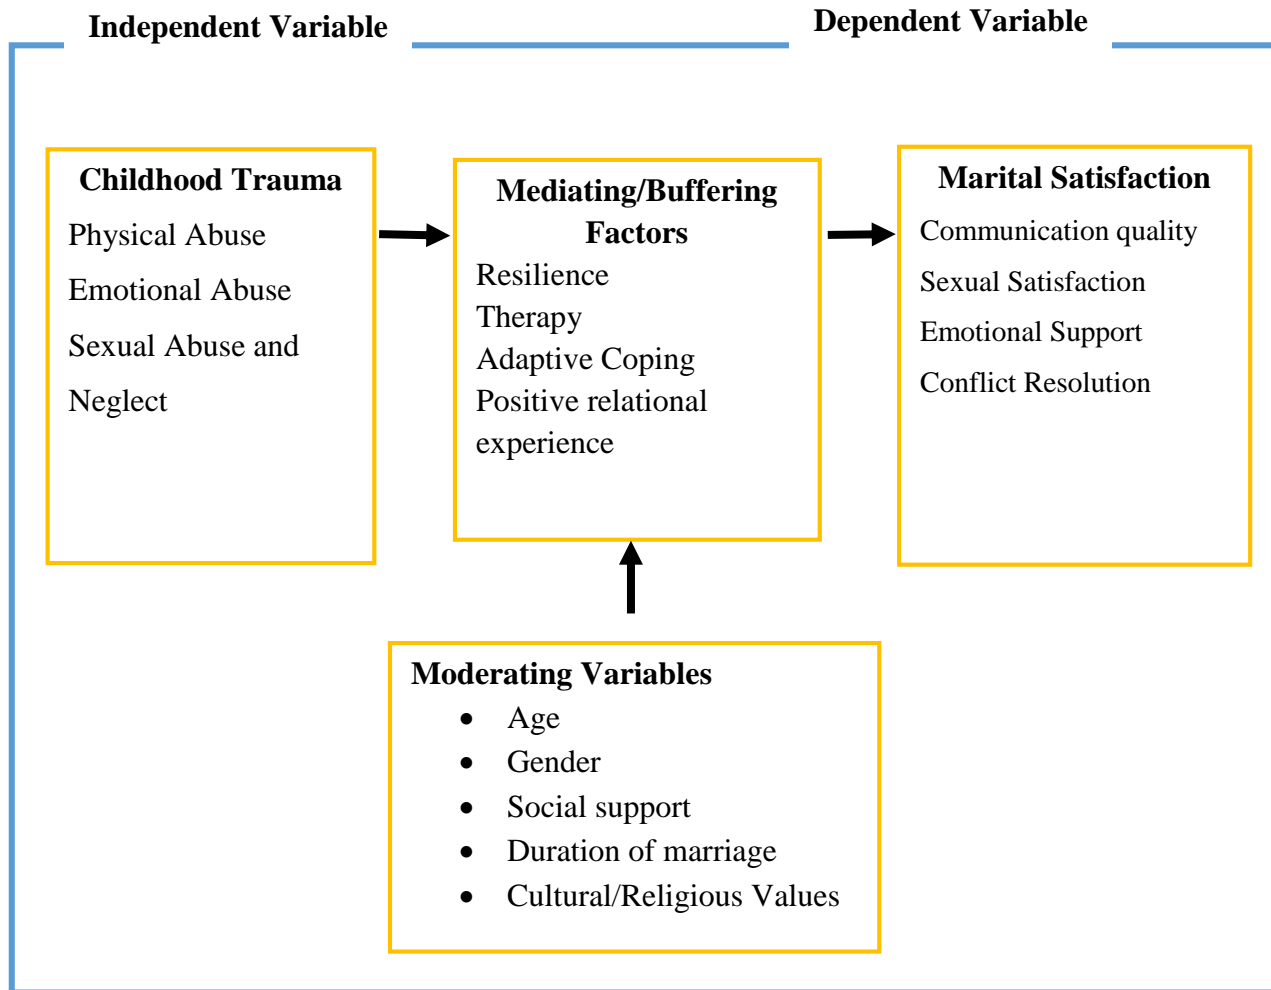 Independent Variable
Dependent Variable
Childhood Trauma
Physical Abuse
Emotional Abuse
Sexual Abuse and
Neglect
Mediating/Buffering
Factors
Resilience
Therapy
Adaptive Coping
Positive relational
experience
Marital Satisfaction
Communication quality
Sexual Satisfaction
Emotional Support
Conflict Resolution
Moderating Variables
• Age
• Gender
• Social support
• Duration of marriage
• Cultural/Religious Values